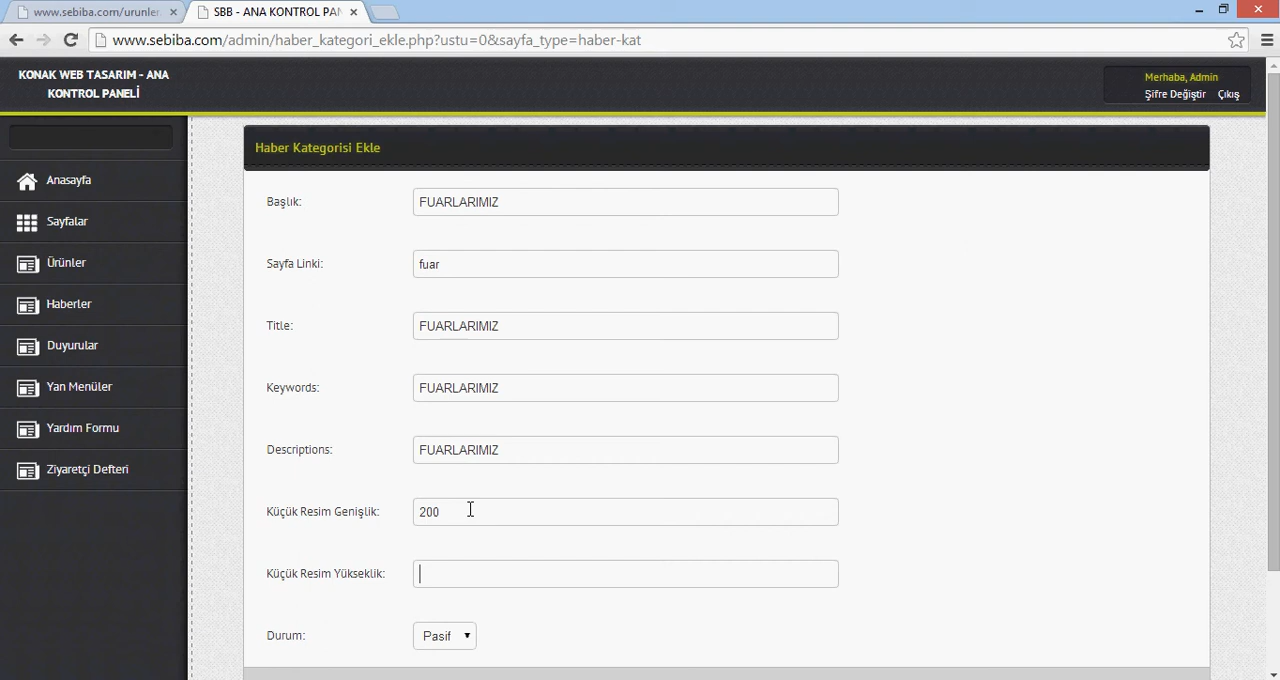 www.sebiba.com/urunler
SBB - ANA KONTROL PAN
www.sebiba.com/admin/haber_kategori_ekle.php?ustu=0&sayfa_type=haber-kat
KONAK WEB TASARIM - ANA
KONTROL PANELİ
Merhaba, Admin
Şifre Değiştir Çıkış
Anasayfa
Sayfalar
Ürünler
Haberler
Duyurular
Yan Menüler
Yardım Formu
Ziyaretçi Defteri
Haber Kategorisi Ekle
Başlık: FUARLARIMIZ
Sayfa Linki: fuar
Title: FUARLARIMIZ
Keywords: FUARLARIMIZ
Descriptions: FUARLARIMIZ
Küçük Resim Genişlik: 200
Küçük Resim Yükseklik:
Durum: Pasif